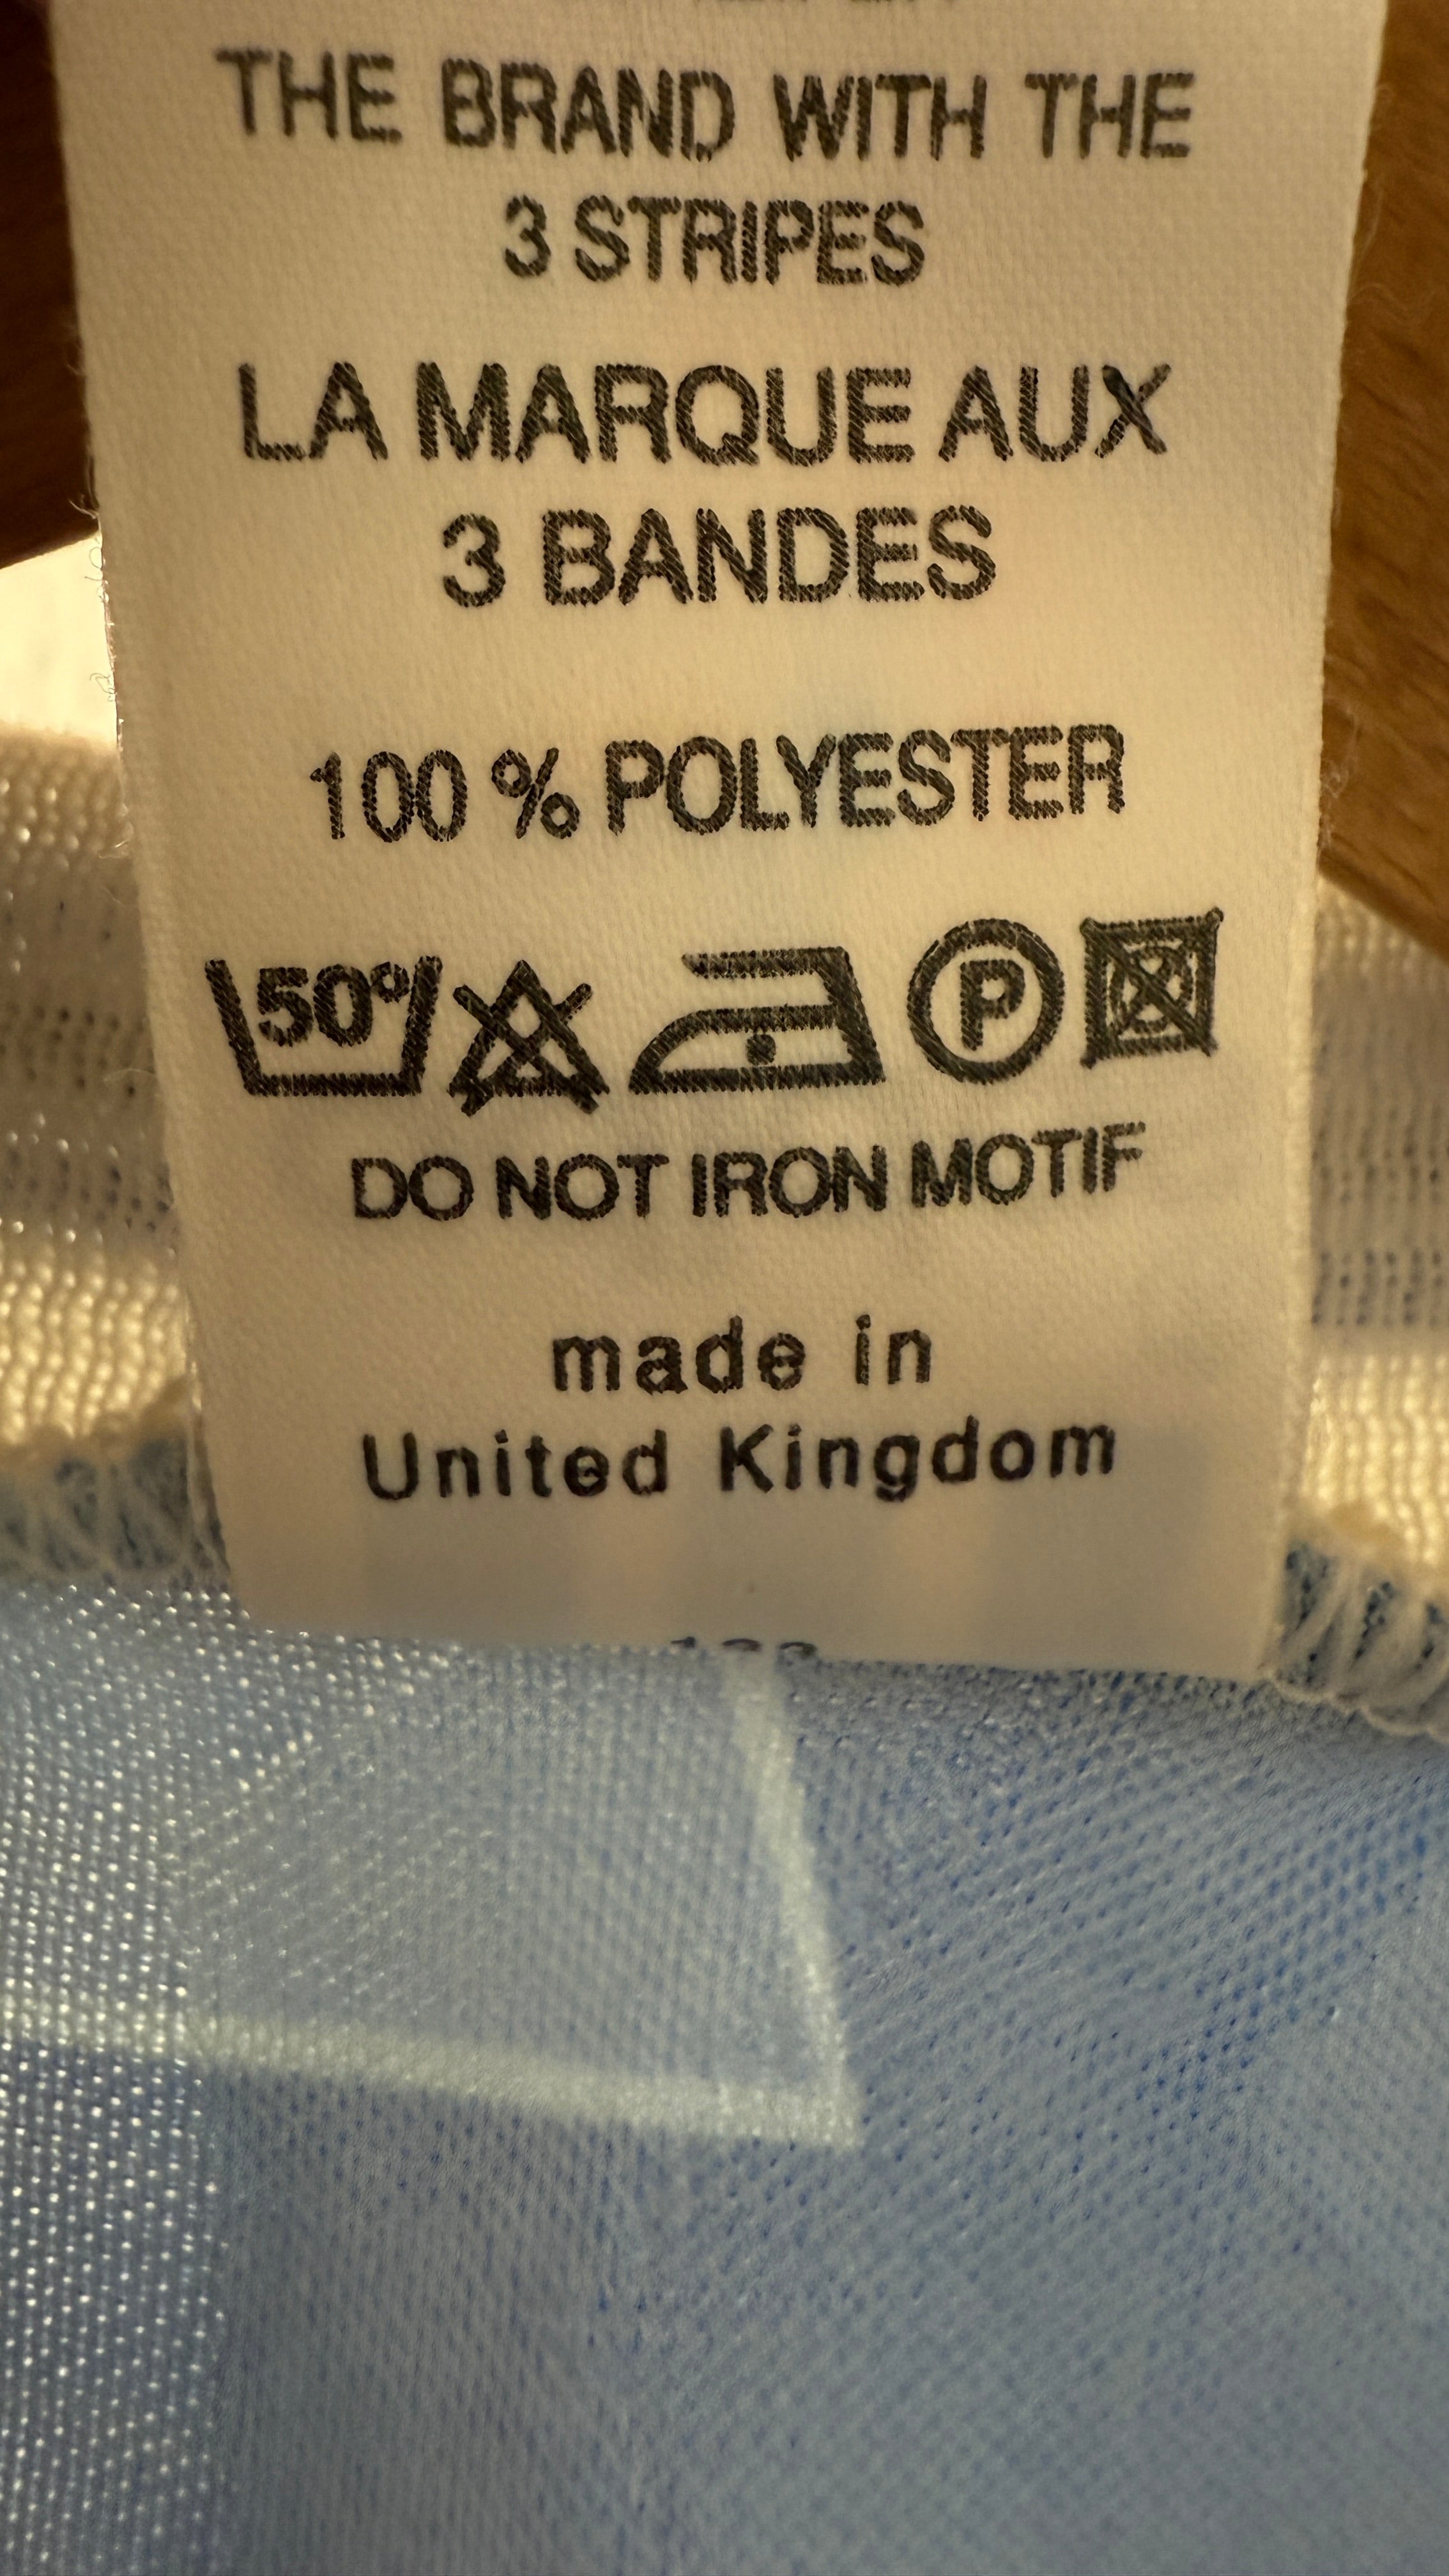 THE BRAND WITH THE
3 STRIPES
LA MARQUE AUX
3 BANDES
100 % POLYESTER
50° P
DO NOT IRON MOTIF
made in
United Kingdom